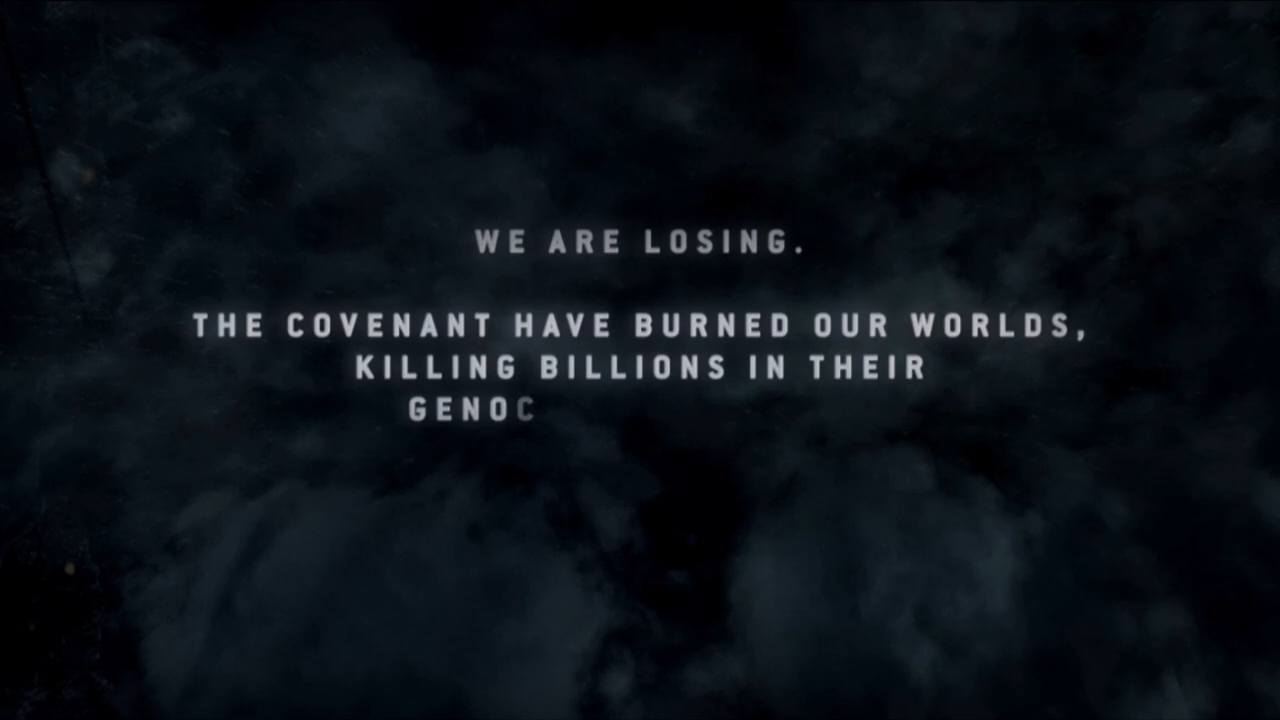 WE ARE LOSING.
THE COVENANT HAVE BURNED OUR WORLDS,
KILLING BILLIONS IN THEIR
GENOC